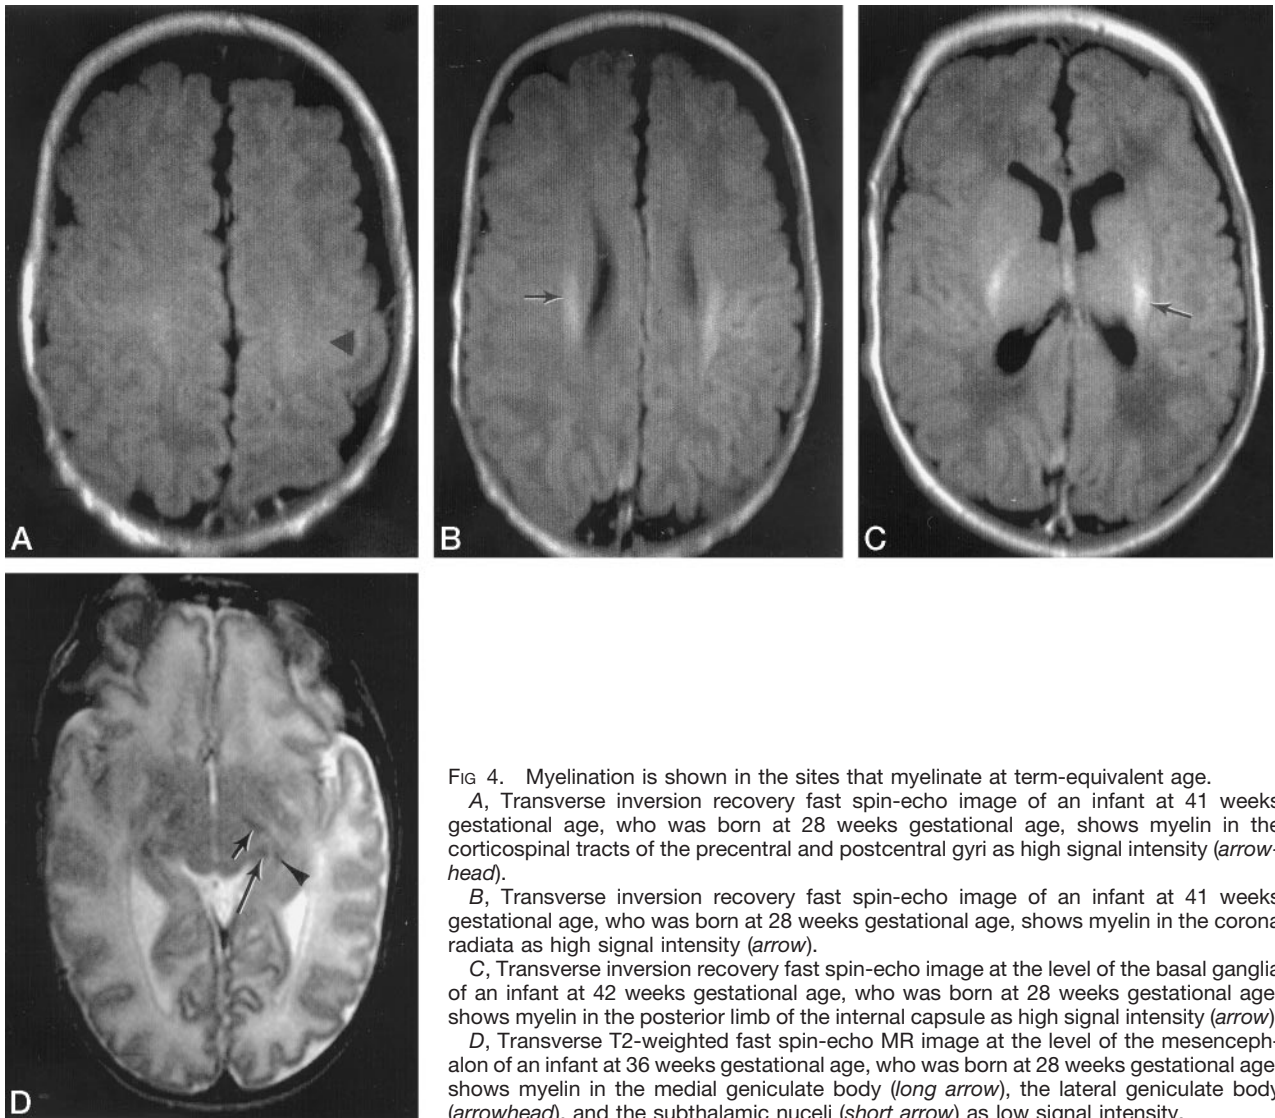 A
B
C
D
FIG 4. Myelination is shown in the sites that myelinate at term-equivalent age.
A, Transverse inversion recovery fast spin-echo image of an infant at 41 weeks
gestational age, who was born at 28 weeks gestational age, shows myelin in the
corticospinal tracts of the precentral and postcentral gyri as high signal intensity (arrow-
head).
B, Transverse inversion recovery fast spin-echo image of an infant at 41 weeks
gestational age, who was born at 28 weeks gestational age, shows myelin in the corona
radiata as high signal intensity (arrow).
C, Transverse inversion recovery fast spin-echo image at the level of the basal ganglia
of an infant at 42 weeks gestational age, who was born at 28 weeks gestational age
shows myelin in the posterior limb of the internal capsule as high signal intensity (arrow)
D, Transverse T2-weighted fast spin-echo MR image at the level of the mesenceph-
alon of an infant at 36 weeks gestational age, who was born at 28 weeks gestational age
shows myelin in the medial geniculate body (long arrow), the lateral geniculate body
(arrowhead), and the subthalamic nuceli (short arrow) as low signal intensity.